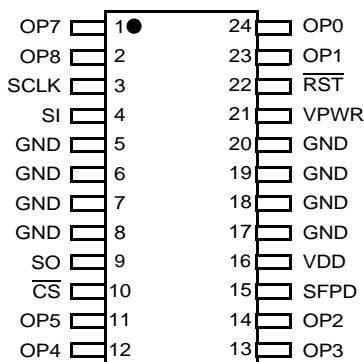 OP7 1 24 OP0
OP8 2 23 OP1
SCLK 3 22 R̅S̅T̅
SI 4 21 VPWR
GND 5 20 GND
GND 6 19 GND
GND 7 18 GND
GND 8 17 GND
SO 9 16 VDD
C̅S̅ 10 15 SFPD
OP5 11 14 OP2
OP4 12 13 OP3